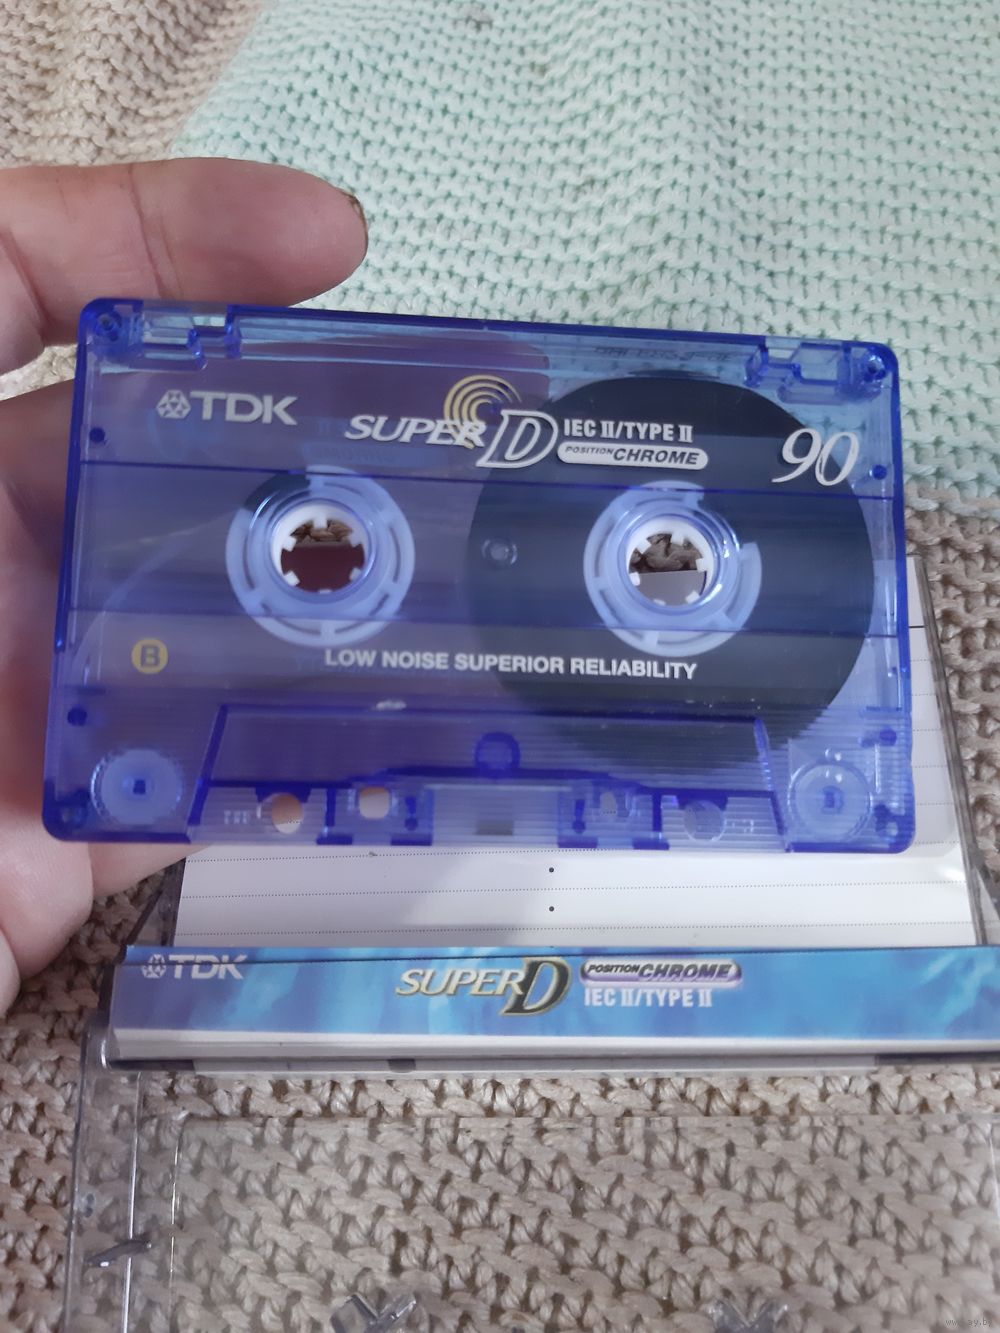 TDK
SUPER D IEC II/TYPE II
POSITION CHROME
90
B
LOW NOISE SUPERIOR RELIABILITY
TDK
SUPER D POSITION CHROME
IEC II/TYPE II